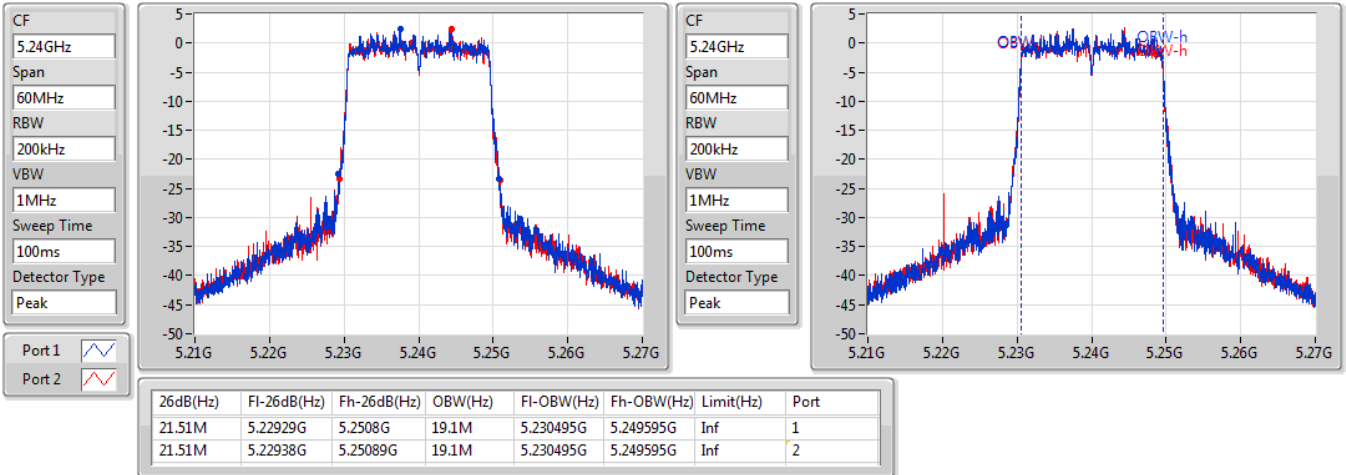 CF
5.24GHz
Span
60MHz
RBW
200kHz
VBW
1MHz
Sweep Time
100ms
Detector Type
Peak
Port 1
Port 2
5-
0-
-5-
-10-
-15-
-20-
-25-
-30-
-35-
-40-
-45-
-50-
5.21G 5.22G 5.23G 5.24G 5.25G 5.26G 5.27G
CF
5.24GHz
Span
60MHz
RBW
200kHz
VBW
1MHz
Sweep Time
100ms
Detector Type
Peak
5-
0-
-5-
-10-
-15-
-20-
-25-
-30-
-35-
-40-
-45-
-50-
OBW-h
OBW-h
5.21G 5.22G 5.23G 5.24G 5.25G 5.26G 5.27G
26dB(Hz) Fl-26dB(Hz) Fh-26dB(Hz) OBW(Hz) Fl-OBW(Hz) Fh-OBW(Hz) Limit(Hz) Port
21.51M 5.22929G 5.2508G 19.1M 5.230495G 5.249595G Inf 1
21.51M 5.22938G 5.25089G 19.1M 5.230495G 5.249595G Inf 2